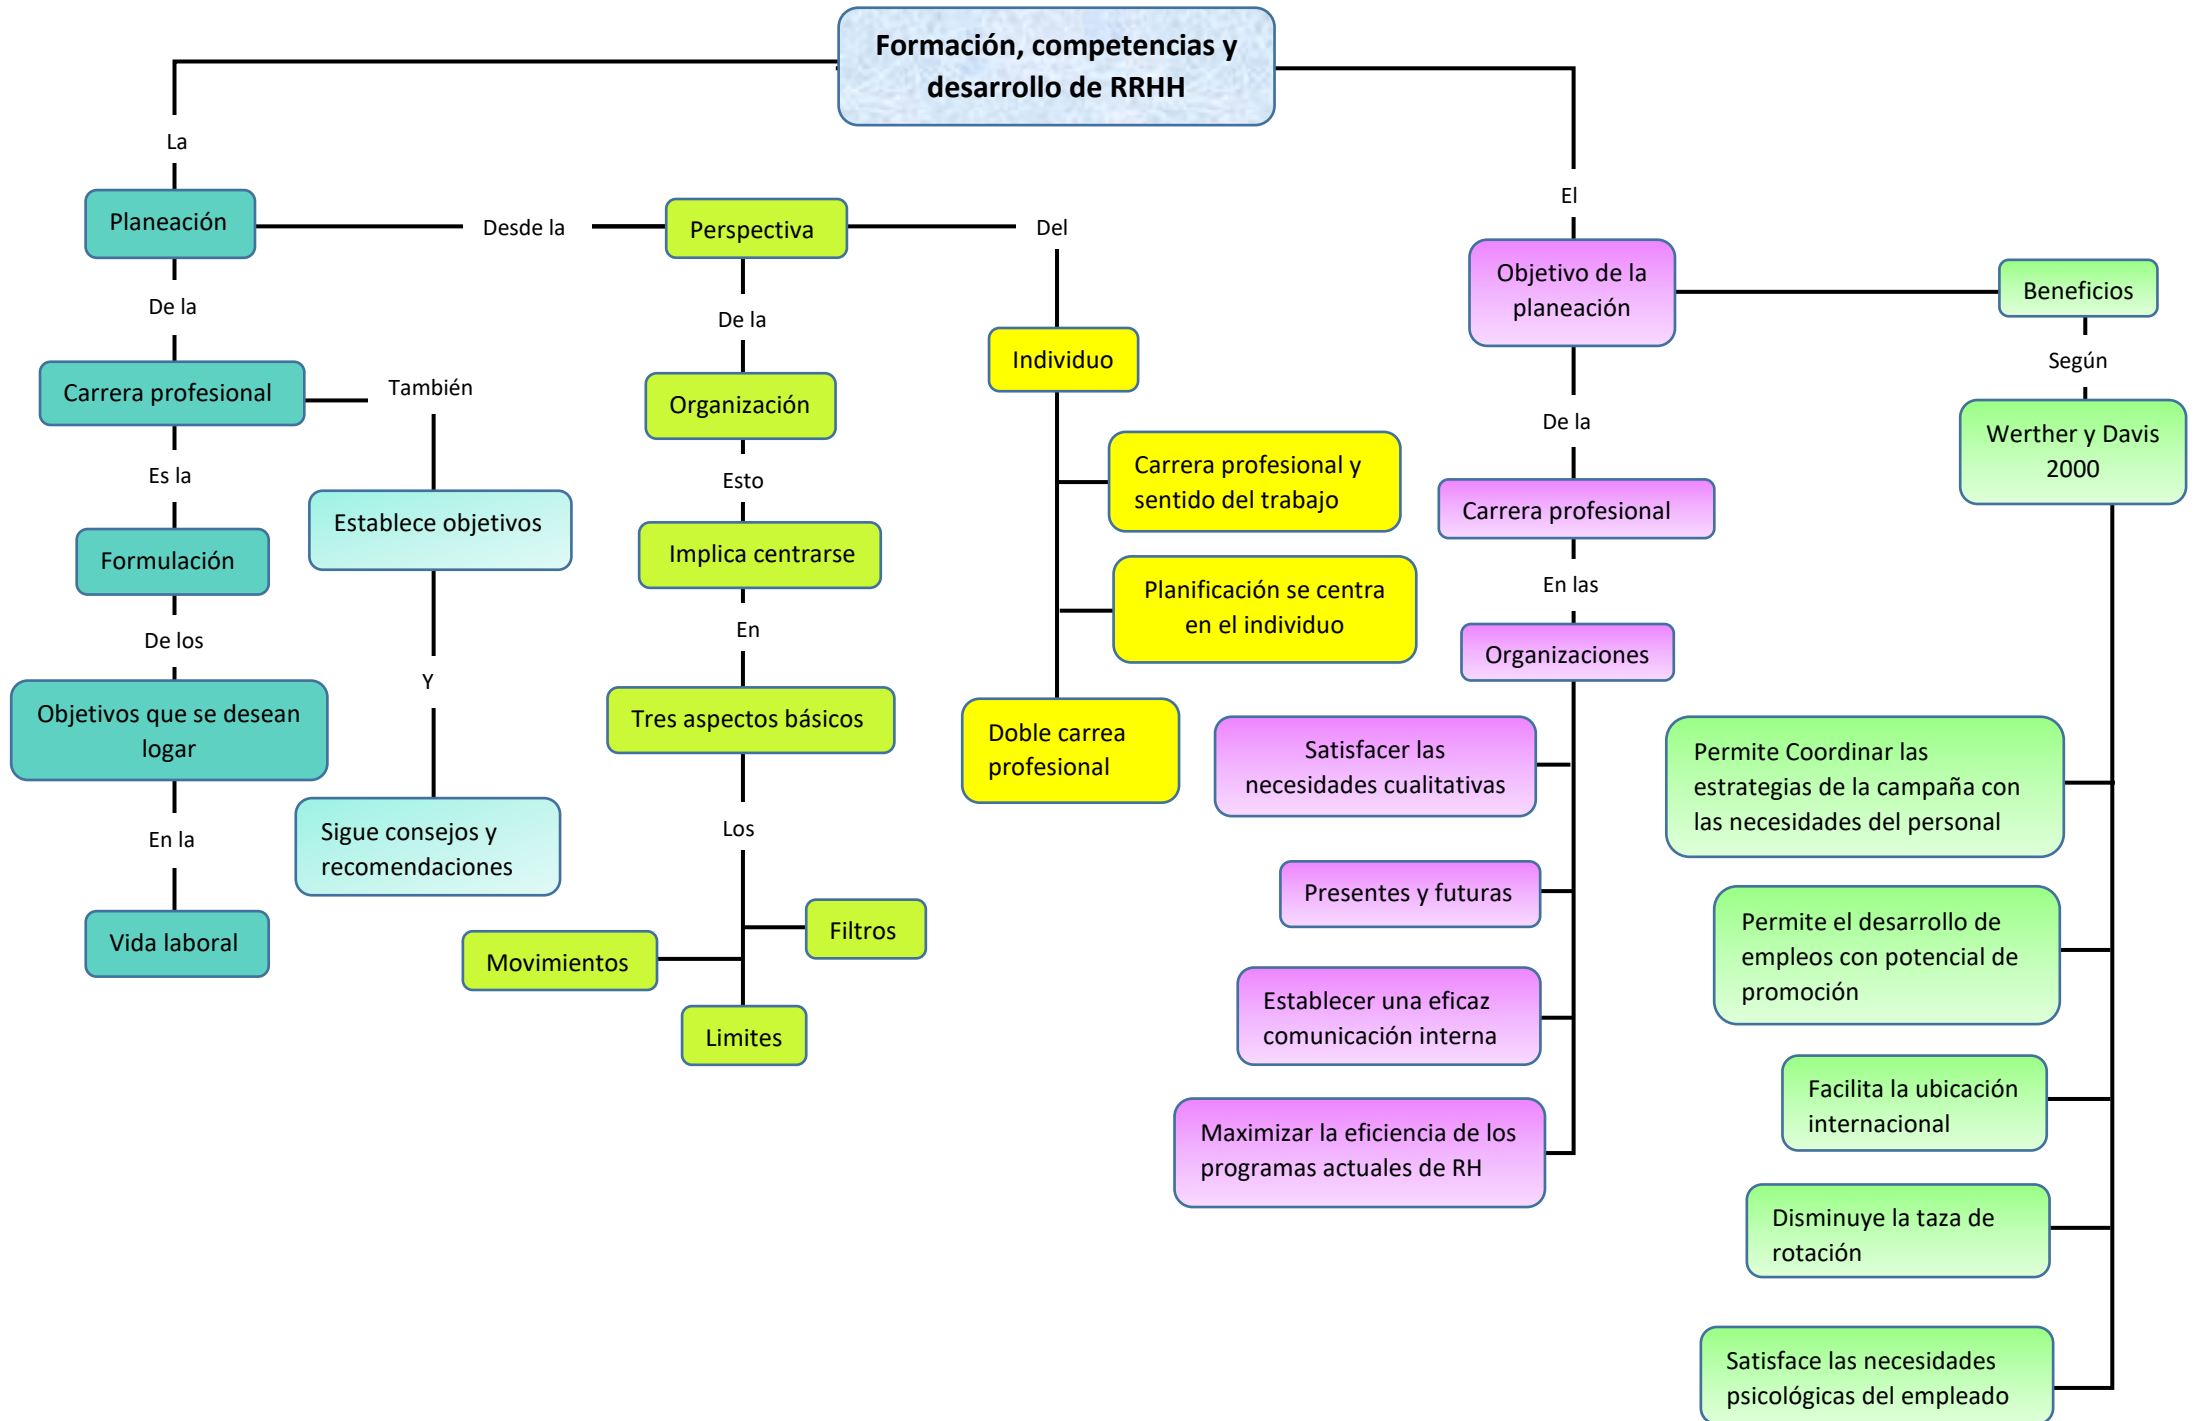 Formación, competencias y
desarrollo de RRHH
La
Planeación
De la
Carrera profesional
Es la
Formulación
De los
Objetivos que se desean
logar
En la
Vida laboral
También
Establece objetivos
Y
Sigue consejos y
recomendaciones
Desde la
Perspectiva
De la
Organización
Esto
Implica centrarse
En
Tres aspectos básicos
Los
Filtros
Movimientos
Limites
Del
Individuo
Carrera profesional y
sentido del trabajo
Planificación se centra
en el individuo
Doble carrea
profesional
El
Objetivo de la
planeación
De la
Carrera profesional
En las
Organizaciones
Satisfacer las
necesidades cualitativas
Presentes y futuras
Establecer una eficaz
comunicación interna
Maximizar la eficiencia de los
programas actuales de RH
Beneficios
Según
Werther y Davis
2000
Permite Coordinar las
estrategias de la campaña con
las necesidades del personal
Permite el desarrollo de
empleos con potencial de
promoción
Facilita la ubicación
internacional
Disminuye la taza de
rotación
Satisface las necesidades
psicológicas del empleado